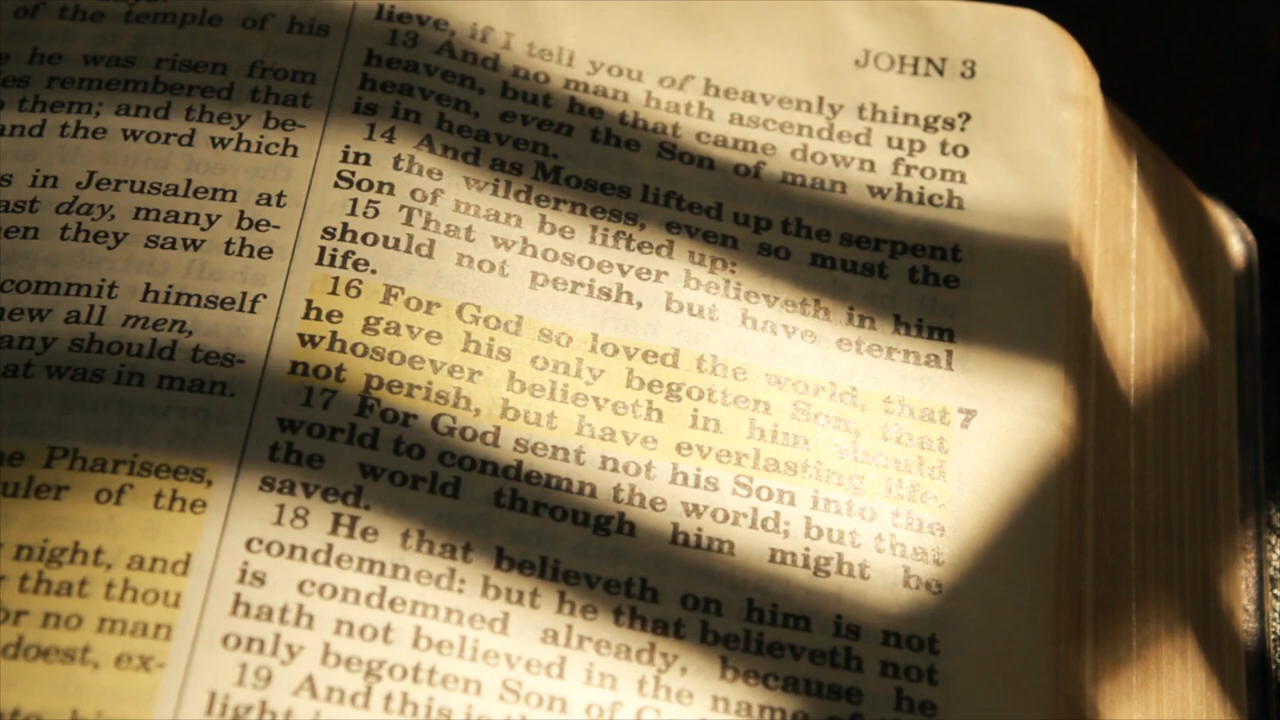 of the temple of his
he was risen from
remembered that
them; and they be-
and the word which
in Jerusalem at
day, many be-
they saw the
commit himself
all men,
any should tes-
at was in man.
Pharisees,
of the
night, and
that thou
or no man
doest, ex-
JOHN 3
lieve, if I tell you of heavenly things?
13 And no man hath ascended up to
heaven, but he that came down from
heaven, even the Son of man which
is in heaven.
14 And as Moses lifted up the serpent
in the wilderness, even so must the
Son of man be lifted up:
15 That whosoever believeth in him
should not perish, but have eternal
life.
16 For God so loved the world, that
he gave his only begotten Son, that
whosoever believeth in him should
not perish, but have everlasting life.
17 For God sent not his Son into the
world to condemn the world; but that
the world through him might be
saved.
18 He that believeth on him is not
condemned: but he that believeth not
is condemned already, because he
hath not believed in the name of the
only begotten Son of
19 And this is the
light
7